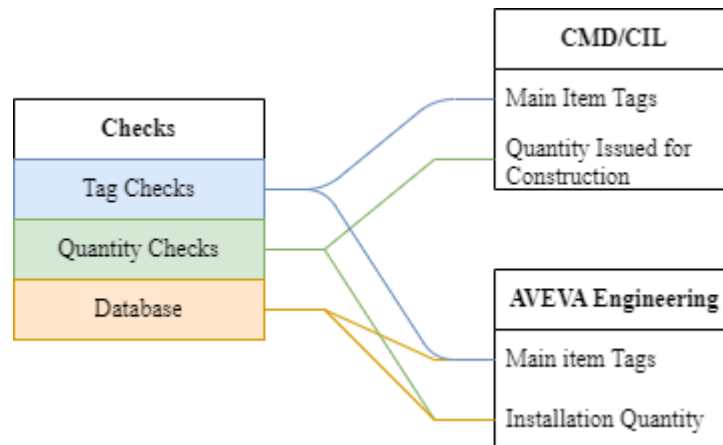 Checks
Tag Checks
Quantity Checks
Database
CMD/CIL
Main Item Tags
Quantity Issued for
Construction
AVEVA Engineering
Main item Tags
Installation Quantity